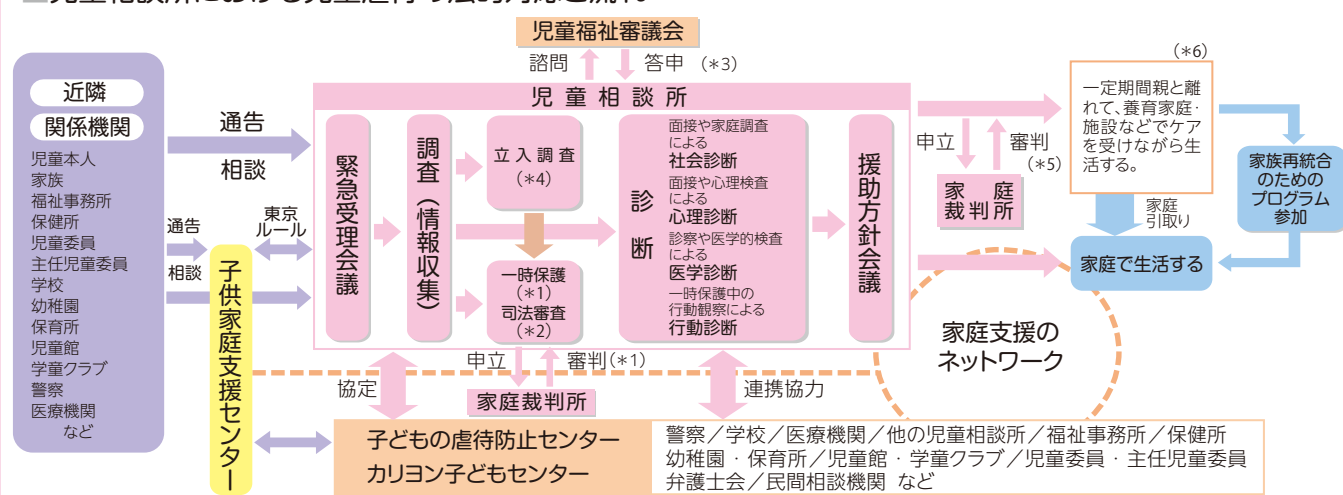 児童福祉審議会
諮問
答申 (*3)
近隣
関係機関
児童本人
家族
福祉事務所
保健所
児童委員
主任児童委員
学校
幼稚園
保育所
児童館
学童クラブ
警察
医療機関
など
通告
相談
通告
相談
東京
ルール
子供家庭支援センター
児童相談所
緊急受理会議
調査(情報収集)
立入調査
(*4)
一時保護
(*1)
司法審査
(*2)
診断
面接や家庭調査
による
社会診断
面接や心理検査
による
心理診断
診察や医学的検査
による
医学診断
一時保護中の
行動観察による
行動診断
援助方針会議
申立
審判
(*5)
家庭
裁判所
(*6)
一定期間親と離
れて、養育家庭・
施設などでケア
を受けながら生
活する。
家族再統合
のための
プログラム
参加
家庭
引取り
家庭で生活する
家庭支援の
ネットワーク
協定
申立
審判(*1)
家庭裁判所
連携協力
子どもの虐待防止センター
カリヨン子どもセンター
警察/学校/医療機関/他の児童相談所/福祉事務所/保健所
幼稚園・保育所/児童館・学童クラブ/児童委員・主任児童委員
弁護士会/民間相談機関 など